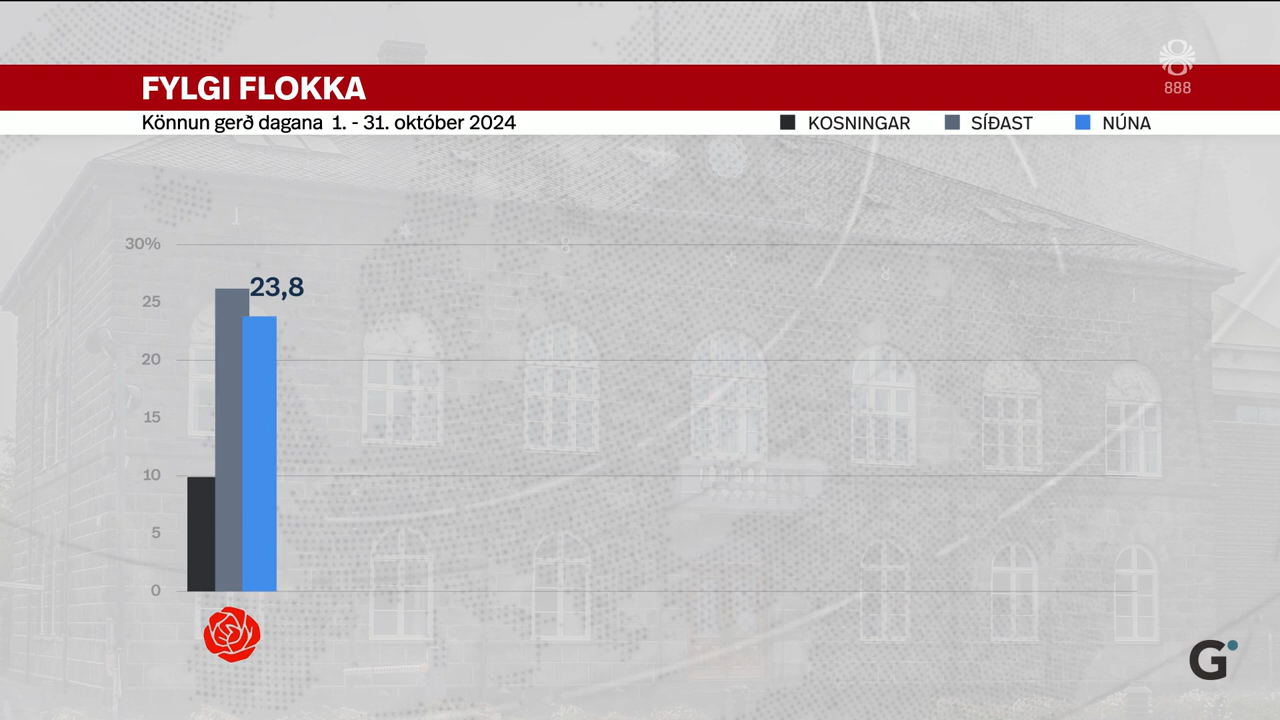 FYLGI FLOKKA
888
Könnun gerð dagana 1. - 31. október 2024
KOSNINGAR SÍÐAST NÚNA
30%
25
20
15
10
5
0
23,8
G